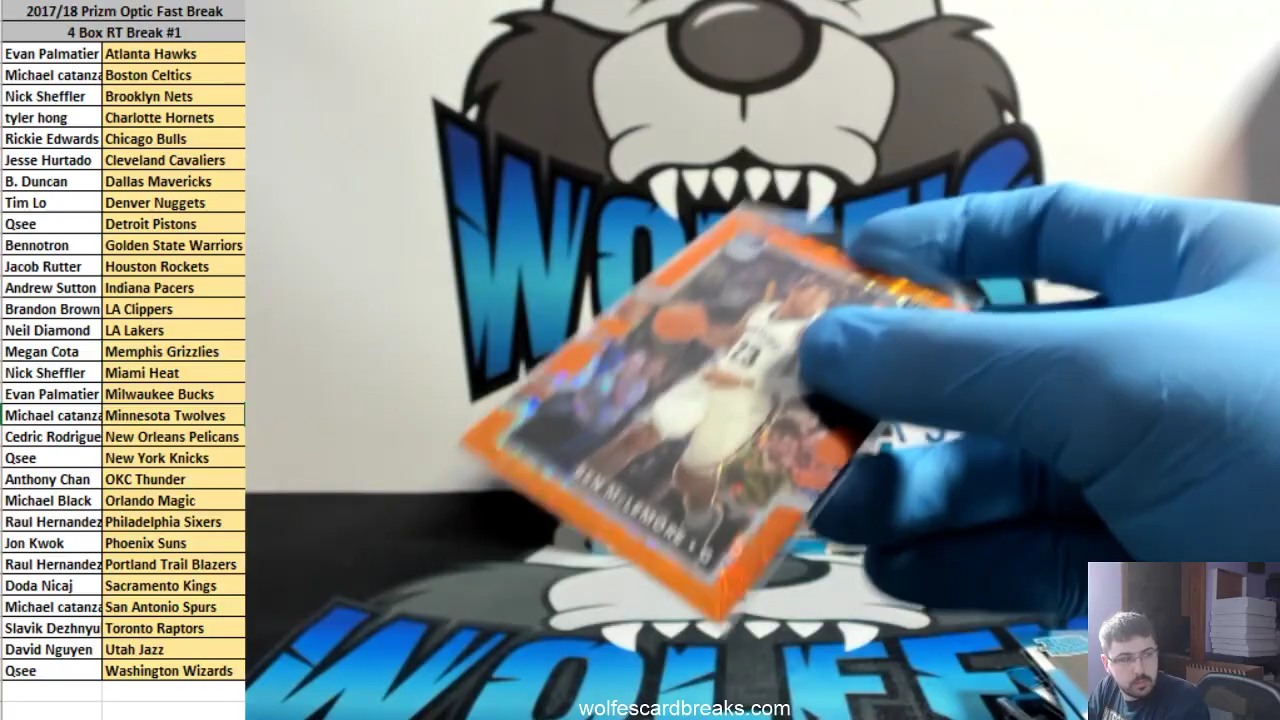 2017/18 Prizm Optic Fast Break
4 Box RT Break #1
Evan Palmatier Atlanta Hawks
Michael catanza Boston Celtics
Nick Sheffler Brooklyn Nets
tyler hong Charlotte Hornets
Rickie Edwards Chicago Bulls
Jesse Hurtado Cleveland Cavaliers
B. Duncan Dallas Mavericks
Tim Lo Denver Nuggets
Qsee Detroit Pistons
Bennotron Golden State Warriors
Jacob Rutter Houston Rockets
Andrew Sutton Indiana Pacers
Brandon Brown LA Clippers
Neil Diamond LA Lakers
Megan Cota Memphis Grizzlies
Nick Sheffler Miami Heat
Evan Palmatier Milwaukee Bucks
Michael catanza Minnesota Twolves
Cedric Rodrigue New Orleans Pelicans
Qsee New York Knicks
Anthony Chan OKC Thunder
Michael Black Orlando Magic
Raul Hernandez Philadelphia Sixers
Jon Kwok Phoenix Suns
Raul Hernandez Portland Trail Blazers
Doda Nicaj Sacramento Kings
Michael catanza San Antonio Spurs
Slavik Dezhnyu Toronto Raptors
David Nguyen Utah Jazz
Qsee Washington Wizards
23
BEN McLEMORE
wolfescardbreaks.com